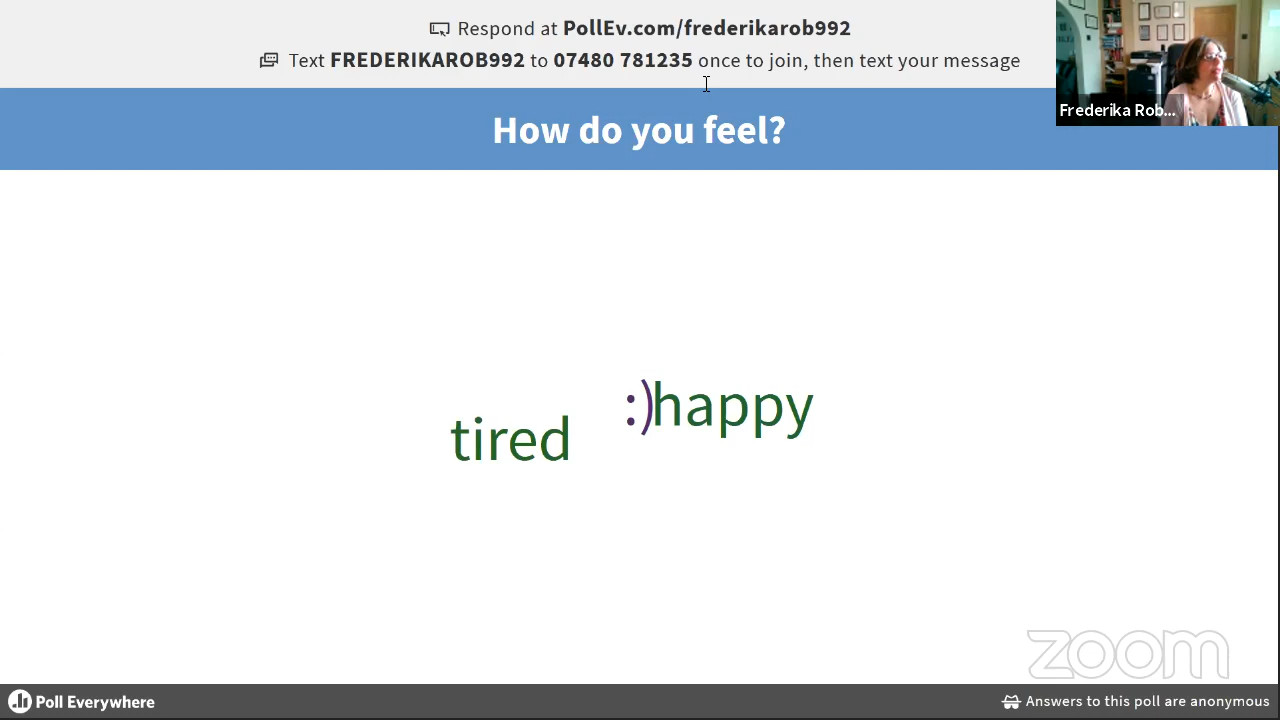 Respond at PollEv.com/frederikarob992
Text FREDERIKAROB992 to 07480 781235 once to join, then text your message
Frederika Rob...
How do you feel?
:)happy
tired
zoom
Poll Everywhere
Answers to this poll are anonymous